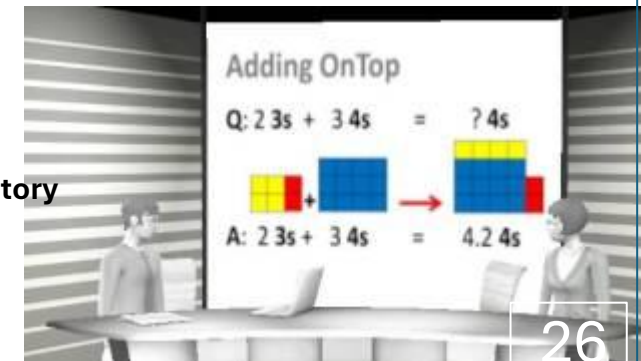 Adding OnTop
Q: 2 3s + 3 4s = ? 4s
tory
+
A: 2 3s + 3 4s = 4.2 4s
26